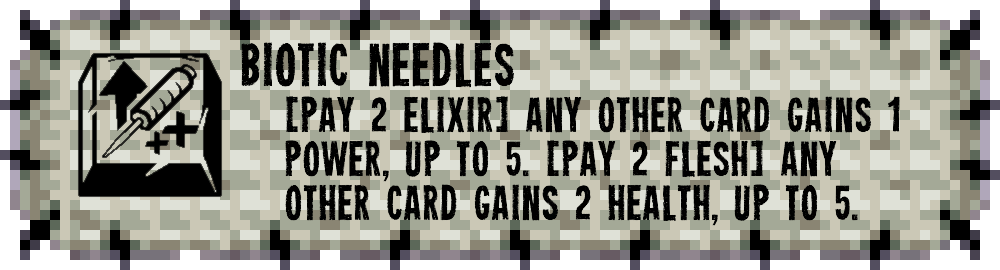 BIOTIC NEEDLES
[PAY 2 ELIXIR] ANY OTHER CARD GAINS 1
POWER, UP TO 5. [PAY 2 FLESH] ANY
OTHER CARD GAINS 2 HEALTH, UP TO 5.